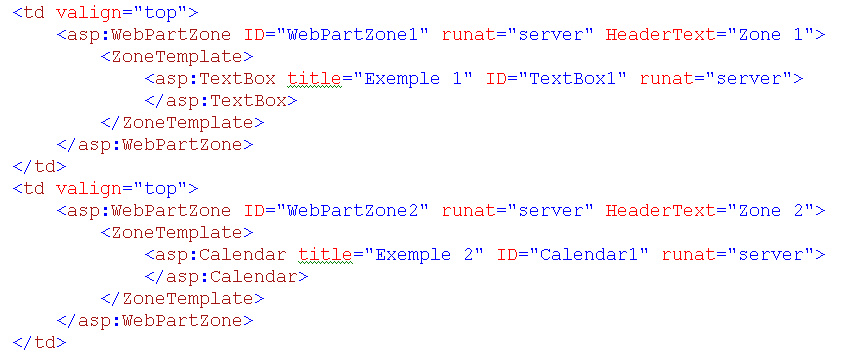 <td valign="top">
    <asp:WebPartZone ID="WebPartZone1" runat="server" HeaderText="Zone 1">
        <ZoneTemplate>
            <asp:TextBox title="Exemple 1" ID="TextBox1" runat="server">
            </asp:TextBox>
        </ZoneTemplate>
    </asp:WebPartZone>
</td>
<td valign="top">
    <asp:WebPartZone ID="WebPartZone2" runat="server" HeaderText="Zone 2">
        <ZoneTemplate>
            <asp:Calendar title="Exemple 2" ID="Calendar1" runat="server">
            </asp:Calendar>
        </ZoneTemplate>
    </asp:WebPartZone>
</td>